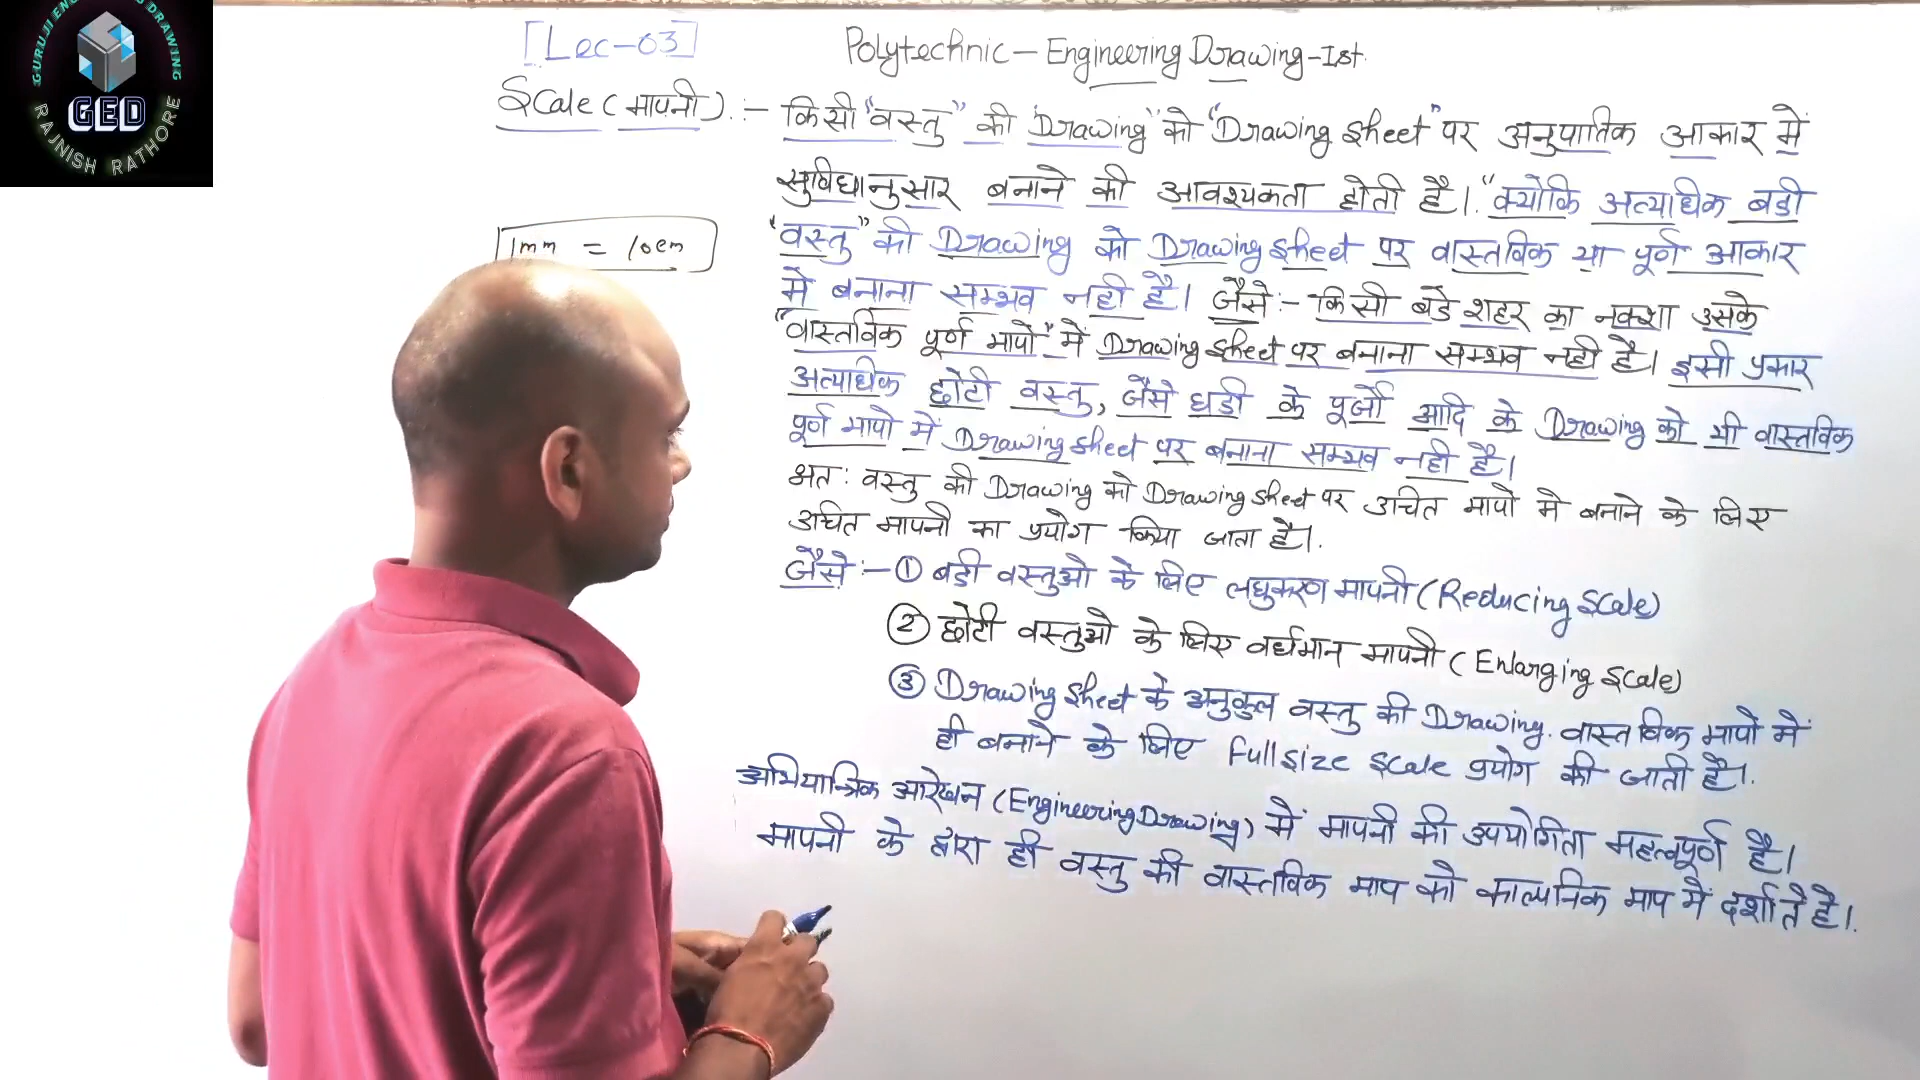 GURUJI ENG DRAWING
GED
RAJNISH RATHORE
[Lec-03]
Polytechnic – Engineering Drawing-Ist.
Scale (मापनी) :- किसी "वस्तु" की "Drawing" को "Drawing sheet" पर अनुपातिक आकार में
सुविधानुसार बनाने की आवश्यकता होती है। "क्योकि अत्याधिक बडी
"वस्तु" की Drawing को Drawing sheet पर वास्तविक या पूर्ण आकार
मे बनाना सम्भव नही है। जैसे:- किसी बडे शहर का नक्शा उसके
"वास्तविक पूर्ण मापो" में Drawing sheet पर बनाना सम्भव नही है। इसी प्रकार
अत्याधिक छोटी वस्तु, जैसे घडी के पूर्जो आदि के Drawing को भी वास्तविक
पूर्ण मापो में Drawing sheet पर बनाना सम्भव नही है।
अत: वस्तु की Drawing को Drawing sheet पर उचित मापो मे बनाने के लिए
उचित मापनी का प्रयोग किया जाता है।.
जैसे:- ① बडी वस्तुओ के लिए लघुकरण मापनी (Reducing Scale)
② छोटी वस्तुओ के लिए वर्धमान मापनी (Enlarging Scale)
③ Drawing sheet के अनुकुल वस्तु की Drawing. वास्तविक मापो में
ही बनाने के लिए Full size scale प्रयोग की जाती है।.
अभियान्त्रिक आरेखन (Engineering Drawing) में मापनी की उपयोगिता महत्वपूर्ण है।
मापनी के द्वारा ही वस्तु की वास्तविक माप को काल्पनिक माप में दर्शाते है।.
1mm = 10cm